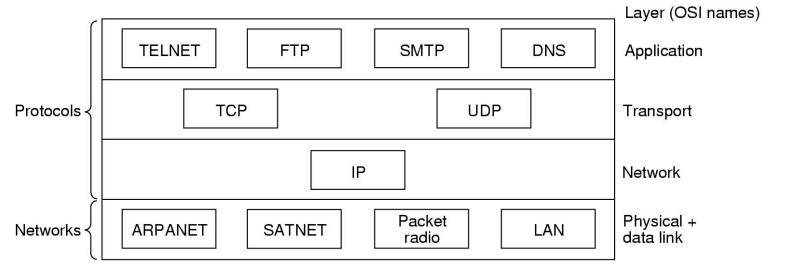 Layer (OSI names)
TELNET FTP SMTP DNS Application
Protocols TCP UDP Transport
IP Network
Networks ARPANET SATNET Packet radio LAN Physical + data link